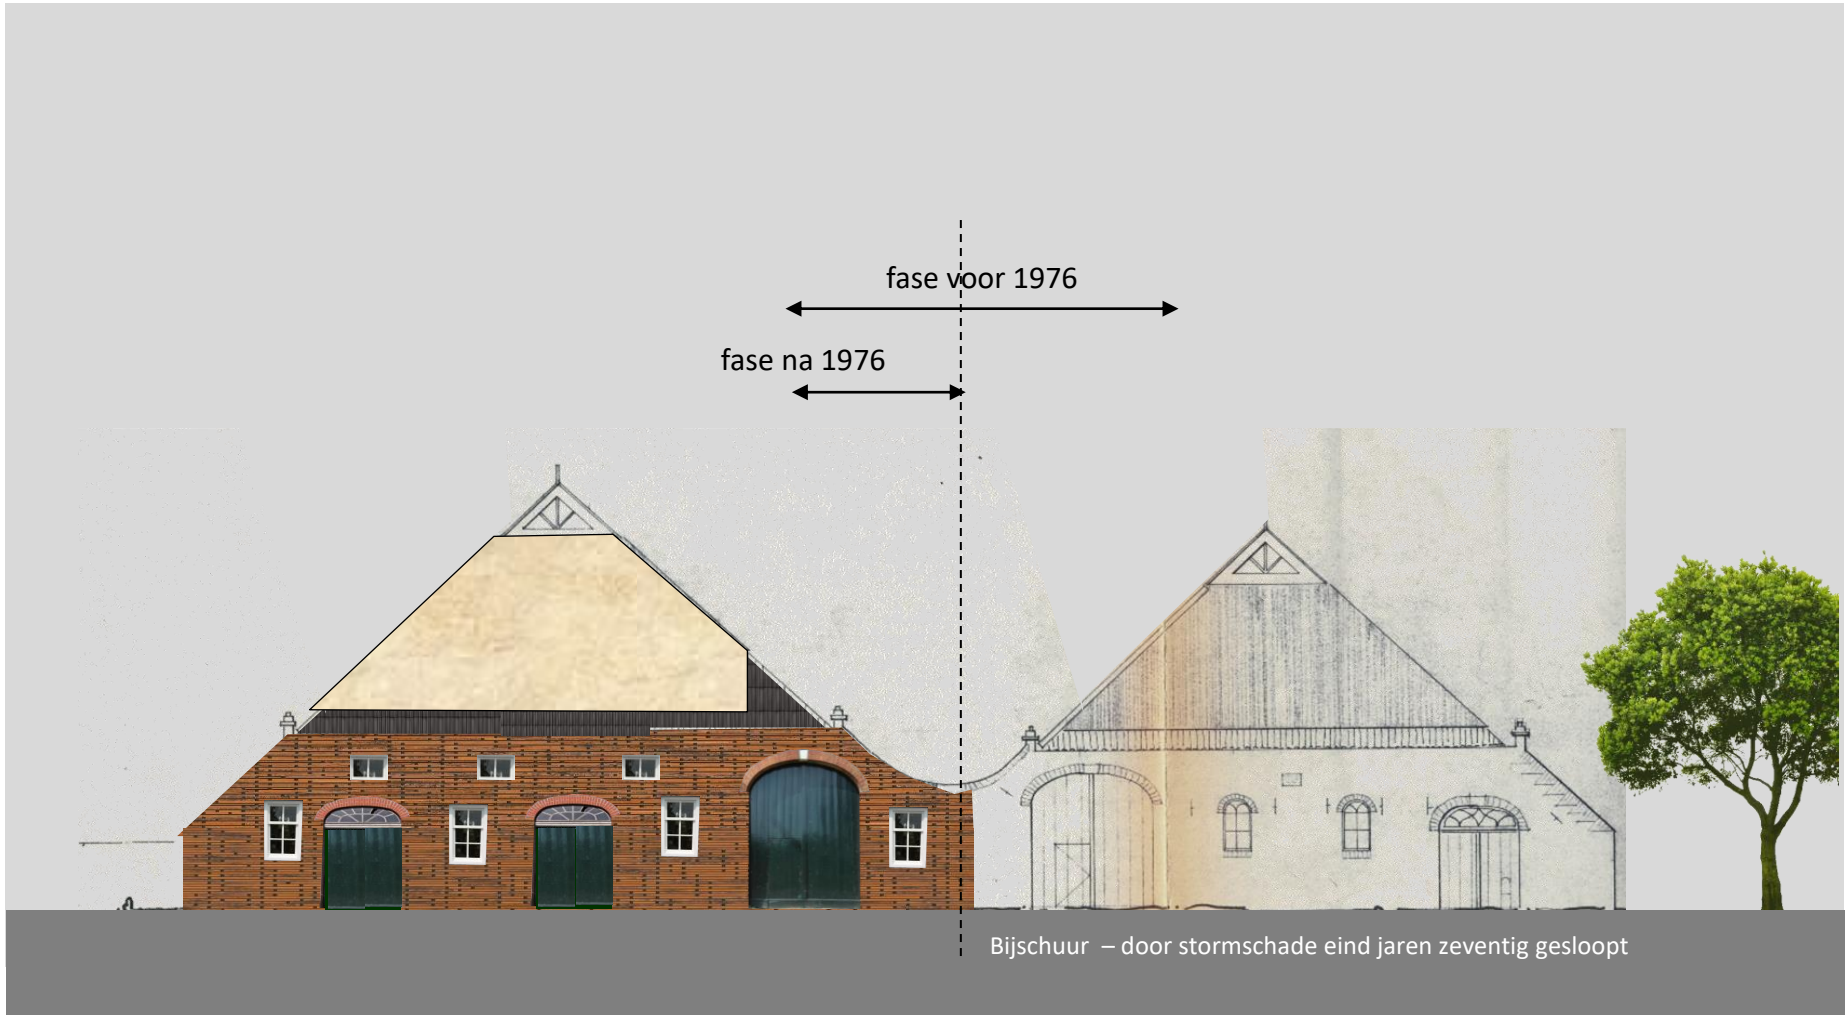 fase voor 1976
fase na 1976
Bijschuur – door stormschade eind jaren zeventig gesloopt